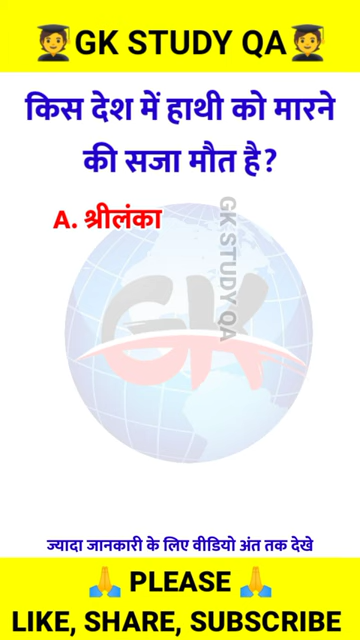 🧑‍🎓GK STUDY QA🧑‍🎓
किस देश में हाथी को मारने
की सजा मौत है?
A. श्रीलंका
GK STUDY QA
GK
ज्यादा जानकारी के लिए वीडियो अंत तक देखे
🙏 PLEASE 🙏
LIKE, SHARE, SUBSCRIBE